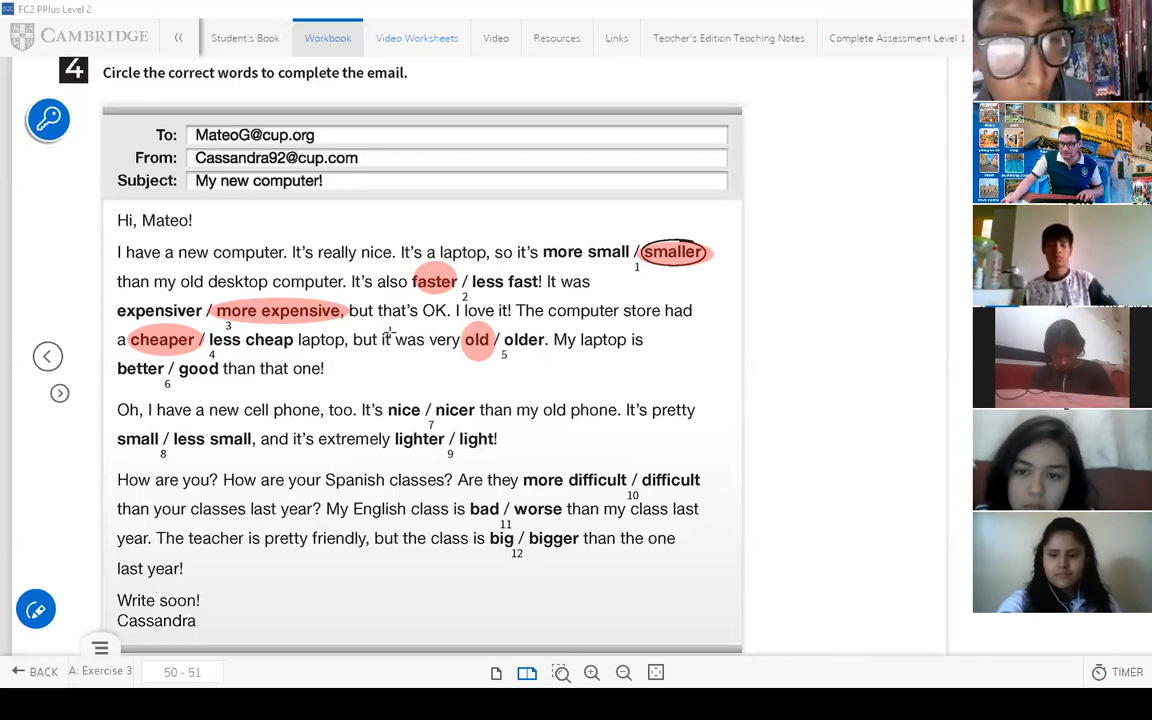 FC2 PPlus Level 2
CAMBRIDGE
Student's Book Workbook Video Worksheets Video Resources Links Teacher's Edition Teaching Notes Complete Assessment Level 1
4 Circle the correct words to complete the email.
To: MateoG@cup.org
From: Cassandra92@cup.com
Subject: My new computer!
Hi, Mateo!
I have a new computer. It's really nice. It's a laptop, so it's more small / smaller
1
than my old desktop computer. It's also faster / less fast! It was
2
expensiver / more expensive, but that's OK. I love it! The computer store had
3
a cheaper / less cheap laptop, but it was very old / older. My laptop is
4 5
better / good than that one!
6
Oh, I have a new cell phone, too. It's nice / nicer than my old phone. It's pretty
7
small / less small, and it's extremely lighter / light!
8 9
How are you? How are your Spanish classes? Are they more difficult / difficult
10
than your classes last year? My English class is bad / worse than my class last
11
year. The teacher is pretty friendly, but the class is big / bigger than the one
12
last year!
Write soon!
Cassandra
BACK A: Exercise 3 50 - 51 TIMER